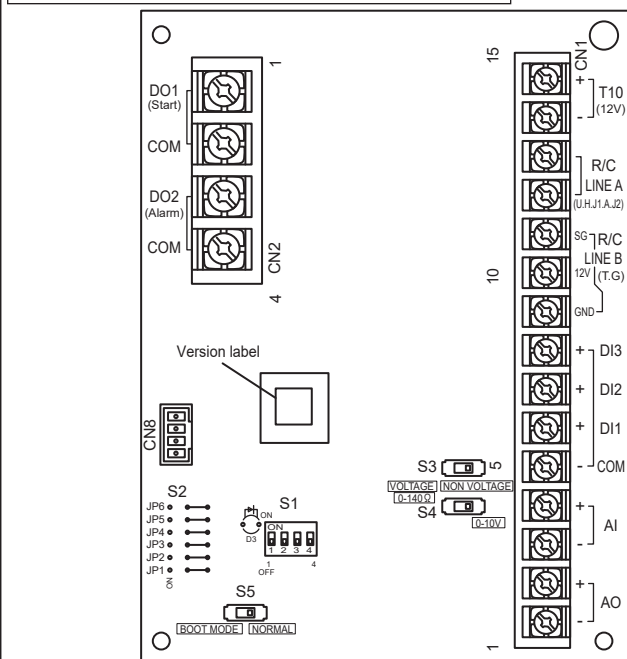 1
DO1
(Start)
COM
DO2
(Alarm)
COM
CN2
4
15
CN1
+
T10
(12V)
-
R/C
LINE A
(U.H.J1.A.J2)
SG
R/C
LINE B
12V
(T.G)
10
GND
+ DI3
+ DI2
+ DI1
- COM
5
+
AI
-
+
AO
-
1
Version label
CN8
S2
JP6
JP5
JP4
JP3
JP2
JP1
ON
D3
S1
ON
ON
1 2 3 4
1
4
OFF
S3
VOLTAGE NON VOLTAGE
0-140Ω
S4
0-10V
S5
BOOT MODE NORMAL